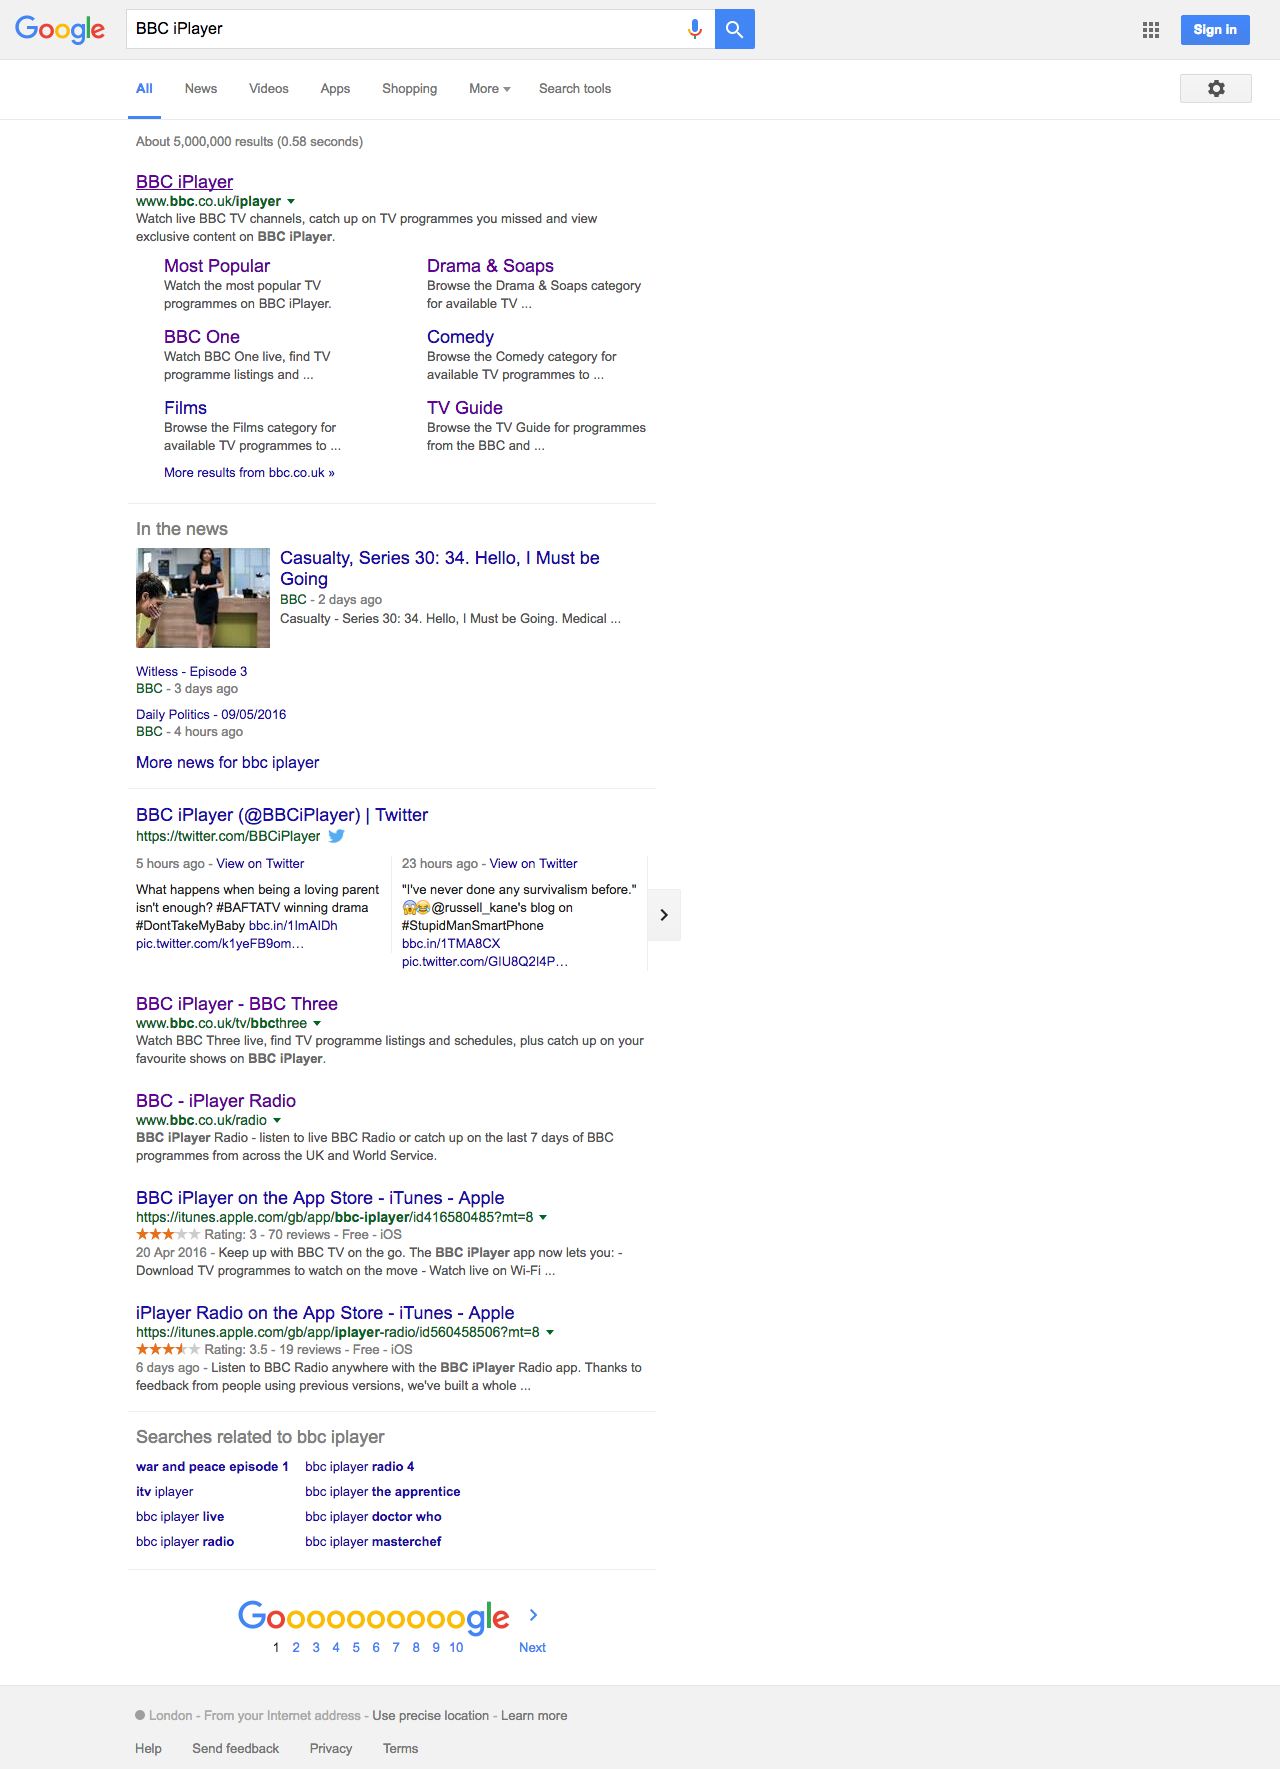 Google
BBC iPlayer
Sign in
All News Videos Apps Shopping More Search tools
About 5,000,000 results (0.58 seconds)
BBC iPlayer
www.bbc.co.uk/iplayer
Watch live BBC TV channels, catch up on TV programmes you missed and view
exclusive content on BBC iPlayer.
Most Popular
Watch the most popular TV
programmes on BBC iPlayer.
Drama & Soaps
Browse the Drama & Soaps category
for available TV ...
BBC One
Watch BBC One live, find TV
programme listings and ...
Comedy
Browse the Comedy category for
available TV programmes to ...
Films
Browse the Films category for
available TV programmes to ...
TV Guide
Browse the TV Guide for programmes
from the BBC and ...
More results from bbc.co.uk »
In the news
Casualty, Series 30: 34. Hello, I Must be
Going
BBC - 2 days ago
Casualty - Series 30: 34. Hello, I Must be Going. Medical ...
Witless - Episode 3
BBC - 3 days ago
Daily Politics - 09/05/2016
BBC - 4 hours ago
More news for bbc iplayer
BBC iPlayer (@BBCiPlayer) | Twitter
https://twitter.com/BBCiPlayer
5 hours ago - View on Twitter
What happens when being a loving parent
isn't enough? #BAFTATV winning drama
#DontTakeMyBaby bbc.in/1ImAIDh
pic.twitter.com/k1yeFB9om…
23 hours ago - View on Twitter
"I've never done any survivalism before."
😱😂@russell_kane's blog on
#StupidManSmartPhone
bbc.in/1TMA8CX
pic.twitter.com/GIU8Q2I4P…
BBC iPlayer - BBC Three
www.bbc.co.uk/tv/bbcthree
Watch BBC Three live, find TV programme listings and schedules, plus catch up on your
favourite shows on BBC iPlayer.
BBC - iPlayer Radio
www.bbc.co.uk/radio
BBC iPlayer Radio - listen to live BBC Radio or catch up on the last 7 days of BBC
programmes from across the UK and World Service.
BBC iPlayer on the App Store - iTunes - Apple
https://itunes.apple.com/gb/app/bbc-iplayer/id416580485?mt=8
Rating: 3 - 70 reviews - Free - iOS
20 Apr 2016 - Keep up with BBC TV on the go. The BBC iPlayer app now lets you: -
Download TV programmes to watch on the move - Watch live on Wi-Fi ...
iPlayer Radio on the App Store - iTunes - Apple
https://itunes.apple.com/gb/app/iplayer-radio/id560458506?mt=8
Rating: 3.5 - 19 reviews - Free - iOS
6 days ago - Listen to BBC Radio anywhere with the BBC iPlayer Radio app. Thanks to
feedback from people using previous versions, we've built a whole ...
Searches related to bbc iplayer
war and peace episode 1 bbc iplayer radio 4
itv iplayer bbc iplayer the apprentice
bbc iplayer live bbc iplayer doctor who
bbc iplayer radio bbc iplayer masterchef
Goooooooooogle
1 2 3 4 5 6 7 8 9 10 Next
London - From your Internet address - Use precise location - Learn more
Help Send feedback Privacy Terms